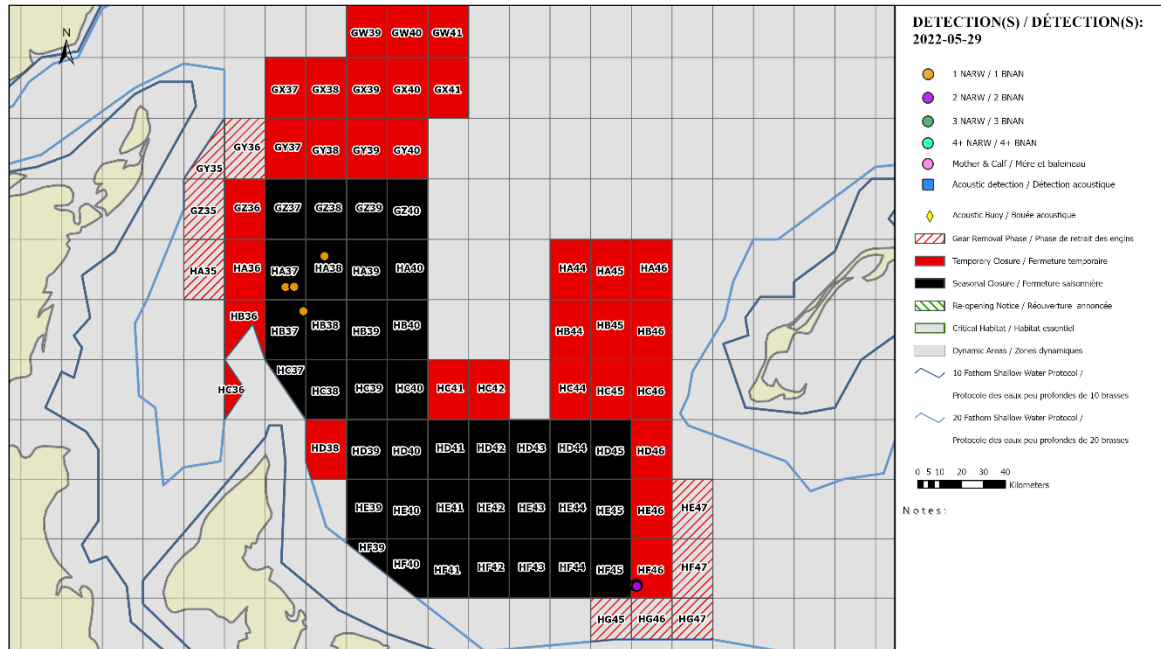 GW39 GW40 GW41
N
GX37 GX38 GX39 GX40 GX41
GY35 GY36 GY37 GY38 GY39 GY40
GZ35 GZ36 GZ37 GZ38 GZ39 GZ40
HA35 HA36 HA37 HA38 HA39 HA40 HA44 HA45 HA46
HB36 HB37 HB38 HB39 HB40 HB44 HB45 HB46
HC36 HC37 HC38 HC39 HC40 HC41 HC42 HC44 HC45 HC46
HD38 HD39 HD40 HD41 HD42 HD43 HD44 HD45 HD46
HE39 HE40 HE41 HE42 HE43 HE44 HE45 HE46 HE47
HF39 HF40 HF41 HF42 HF43 HF44 HF45 HF46 HF47
HG45 HG46 HG47
DETECTION(S) / DÉTECTION(S):
2022-05-29
1 NARW / 1 BNAN
2 NARW / 2 BNAN
3 NARW / 3 BNAN
4+ NARW / 4+ BNAN
Mother & Calf / Mère et baleineau
Acoustic detection / Détection acoustique
Acoustic Buoy / Bouée acoustique
Gear Removal Phase / Phase de retrait des engins
Temporary Closure / Fermeture temporaire
Seasonal Closure / Fermeture saisonnière
Re-opening Notice / Réouverture annoncée
Critical Habitat / Habitat essentiel
Dynamic Areas / Zones dynamiques
10 Fathom Shallow Water Protocol /
Protocole des eaux peu profondes de 10 brasses
20 Fathom Shallow Water Protocol /
Protocole des eaux peu profondes de 20 brasses
0 5 10 20 30 40
Kilometers
Notes: